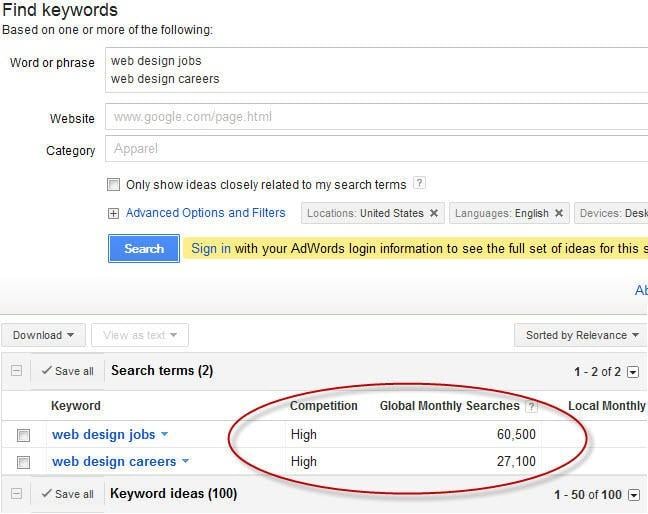 Find keywords
Based on one or more of the following:
Word or phrase web design jobs
web design careers
Website www.google.com/page.html
Category Apparel
Only show ideas closely related to my search terms ?
Advanced Options and Filters Locations: United States × Languages: English × Devices: Desk
Search Sign in with your AdWords login information to see the full set of ideas for this s
Ab
Download View as text Sorted by Relevance
Save all Search terms (2) 1 - 2 of 2
Keyword Competition Global Monthly Searches ? Local Monthly
web design jobs High 60,500
web design careers High 27,100
Save all Keyword ideas (100) 1 - 50 of 100